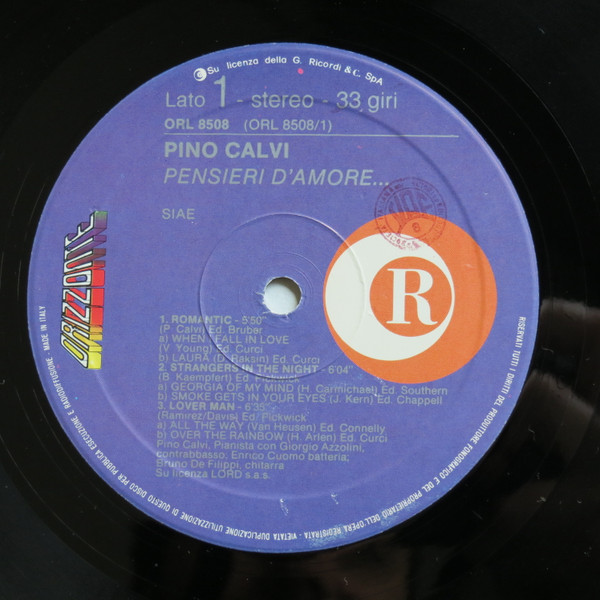 Su licenza della G. Ricordi & C. SpA
Lato 1 - stereo - 33 giri
ORL 8508 (ORL 8508/1)
PINO CALVI
PENSIERI D'AMORE...
SIAE
ORIZZONTE
R
1. ROMANTIC - 5'50"
(P. Calvi) Ed. Bruber
a) WHEN I FALL IN LOVE
(V. Young) Ed. Curci
b) LAURA (D. Raksin) Ed. Curci
2. STRANGERS IN THE NIGHT - 6'04"
(B. Kaempfert) Ed. Pickwick
a) GEORGIA OF MY MIND (H. Carmichael) Ed. Southern
b) SMOKE GETS IN YOUR EYES (J. Kern) Ed. Chappell
3. LOVER MAN - 6'35"
(Ramirez/Davis) Ed. Pickwick
a) ALL THE WAY (Van Heusen) Ed. Connelly
b) OVER THE RAINBOW (H. Arlen) Ed. Curci
Pino Calvi, Pianista con Giorgio Azzolini,
contrabbasso; Enrico Cuomo batteria;
Bruno De Filippi, chitarra
Su licenza LORD s.a.s.
RISERVATI TUTTI I DIRITTI DEL PRODUTTORE FONOGRAFICO E DEL PROPRIETARIO DELL'OPERA REGISTRATA - VIETATA DUPLICAZIONE UTILIZZAZIONE DI QUESTO DISCO PER PUBBLICA ESECUZIONE E RADIODIFFUSIONE - MADE IN ITALY